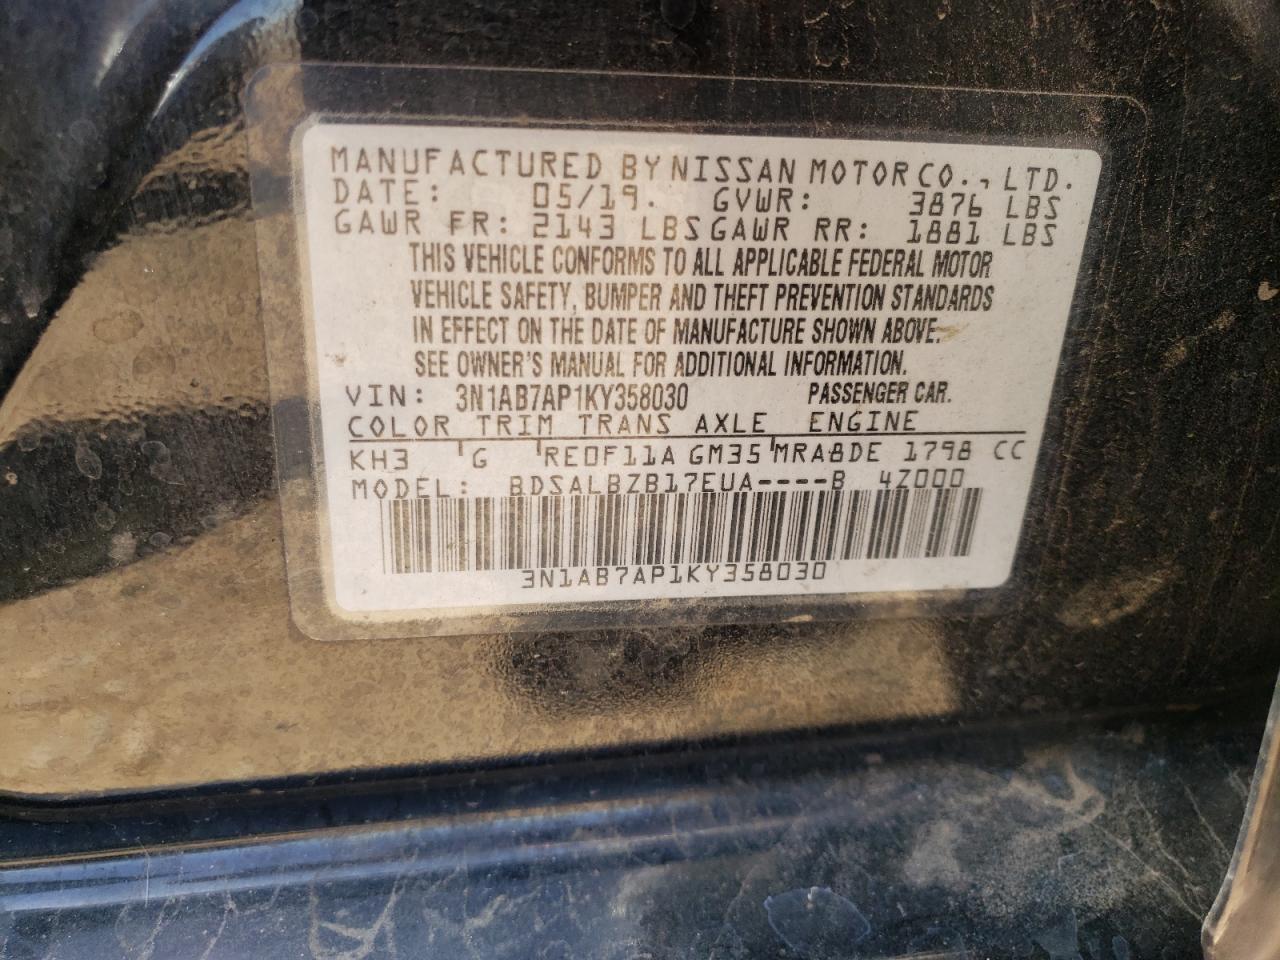 MANUFACTURED BY NISSAN MOTOR CO., LTD.
DATE: 05/19. GVWR: 3876 LBS
GAWR FR: 2143 LBS GAWR RR: 1881 LBS
THIS VEHICLE CONFORMS TO ALL APPLICABLE FEDERAL MOTOR
VEHICLE SAFETY, BUMPER AND THEFT PREVENTION STANDARDS
IN EFFECT ON THE DATE OF MANUFACTURE SHOWN ABOVE.
SEE OWNER'S MANUAL FOR ADDITIONAL INFORMATION.
VIN: 3N1AB7AP1KY358030 PASSENGER CAR.
COLOR TRIM TRANS AXLE ENGINE
KH3 G RE0F11A GM35 MRA8DE 1798 CC
MODEL: BDSALBZB17EUA----B 4Z000
3N1AB7AP1KY358030